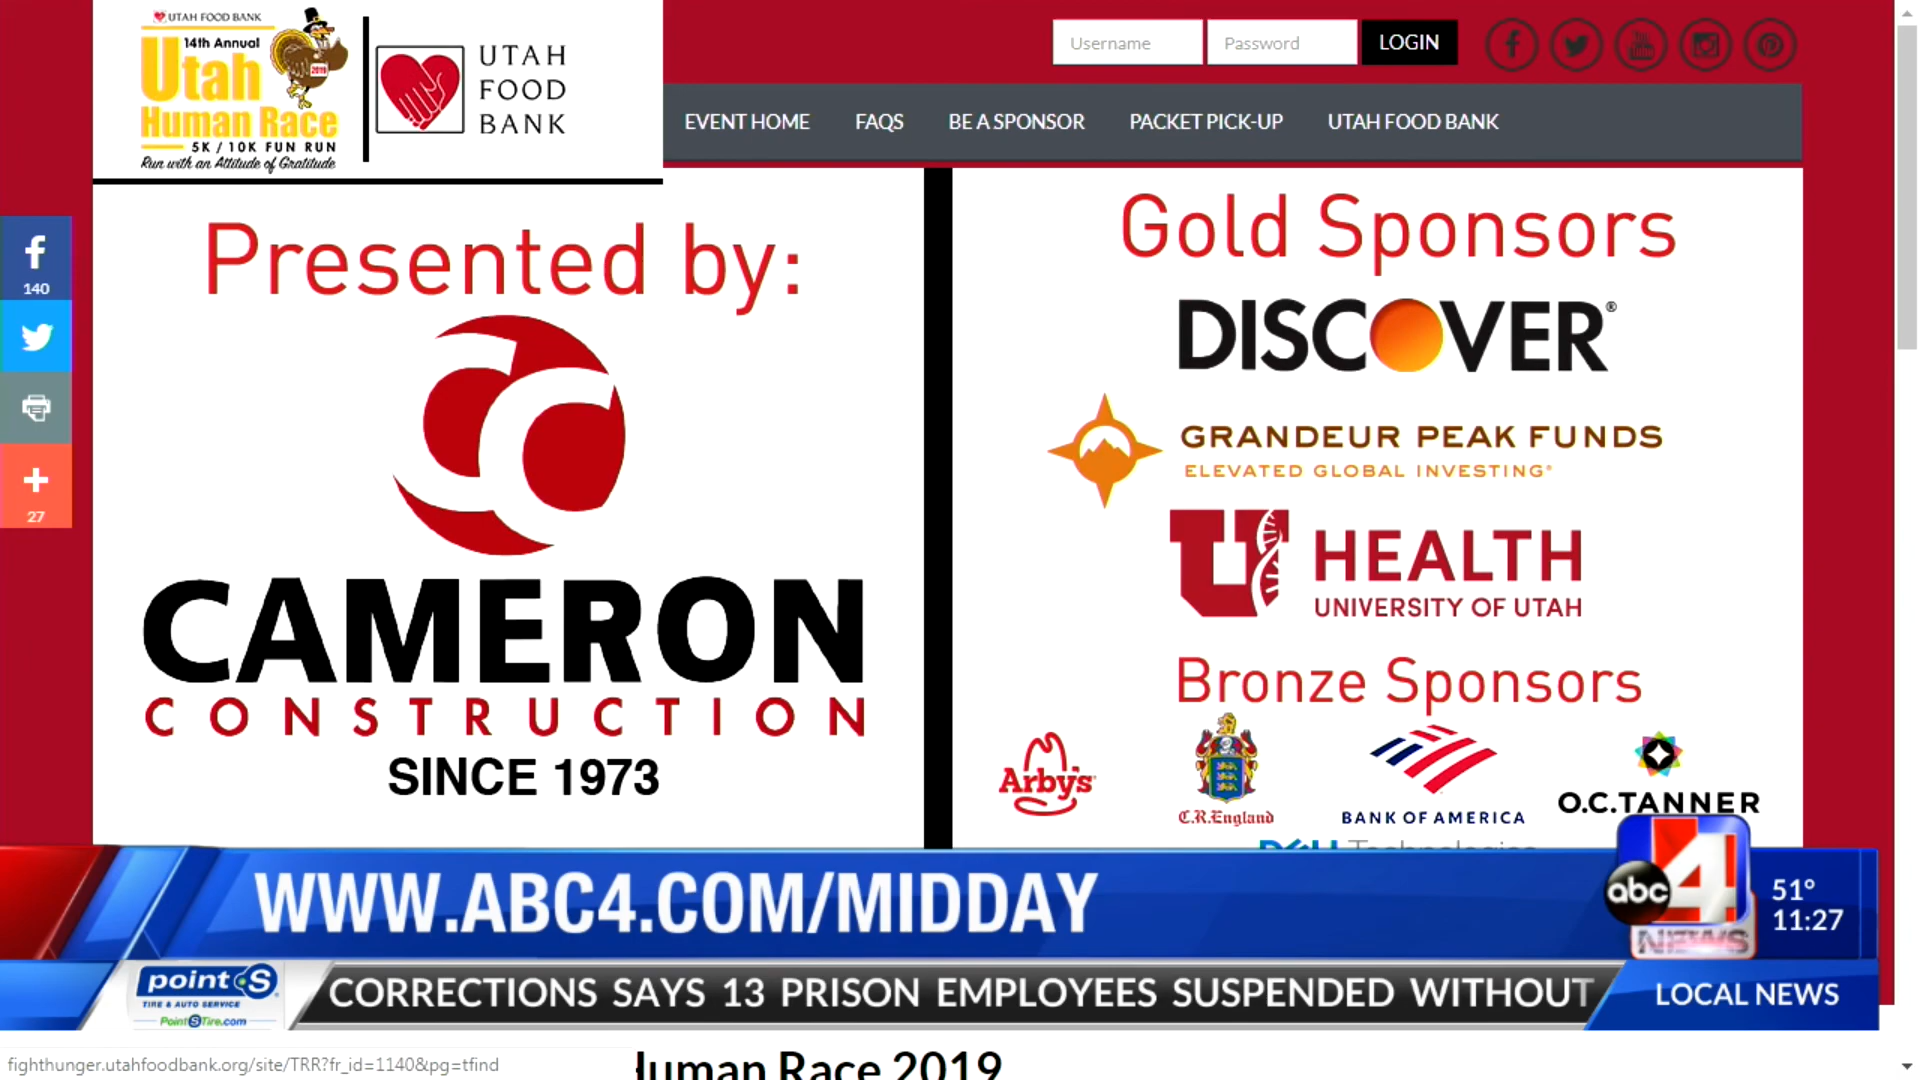 UTAH FOOD BANK
14th Annual
Utah
Human Race
5K / 10K FUN RUN
Run with an Attitude of Gratitude
2019
UTAH
FOOD
BANK
Username
Password
LOGIN
EVENT HOME
FAQS
BE A SPONSOR
PACKET PICK-UP
UTAH FOOD BANK
140
27
Presented by:
CAMERON
CONSTRUCTION
SINCE 1973
Gold Sponsors
DISCOVER®
GRANDEUR PEAK FUNDS
ELEVATED GLOBAL INVESTING®
U HEALTH
UNIVERSITY OF UTAH
Bronze Sponsors
Arby's
C.R.England
BANK OF AMERICA
O.C.TANNER
WWW.ABC4.COM/MIDDAY
abc 4
NEWS
51°
11:27
point S
TIRE & AUTO SERVICE
PointSTire.com
CORRECTIONS SAYS 13 PRISON EMPLOYEES SUSPENDED WITHOUT
LOCAL NEWS
fighthunger.utahfoodbank.org/site/TRR?fr_id=1140&pg=tfind
Human Race 2019